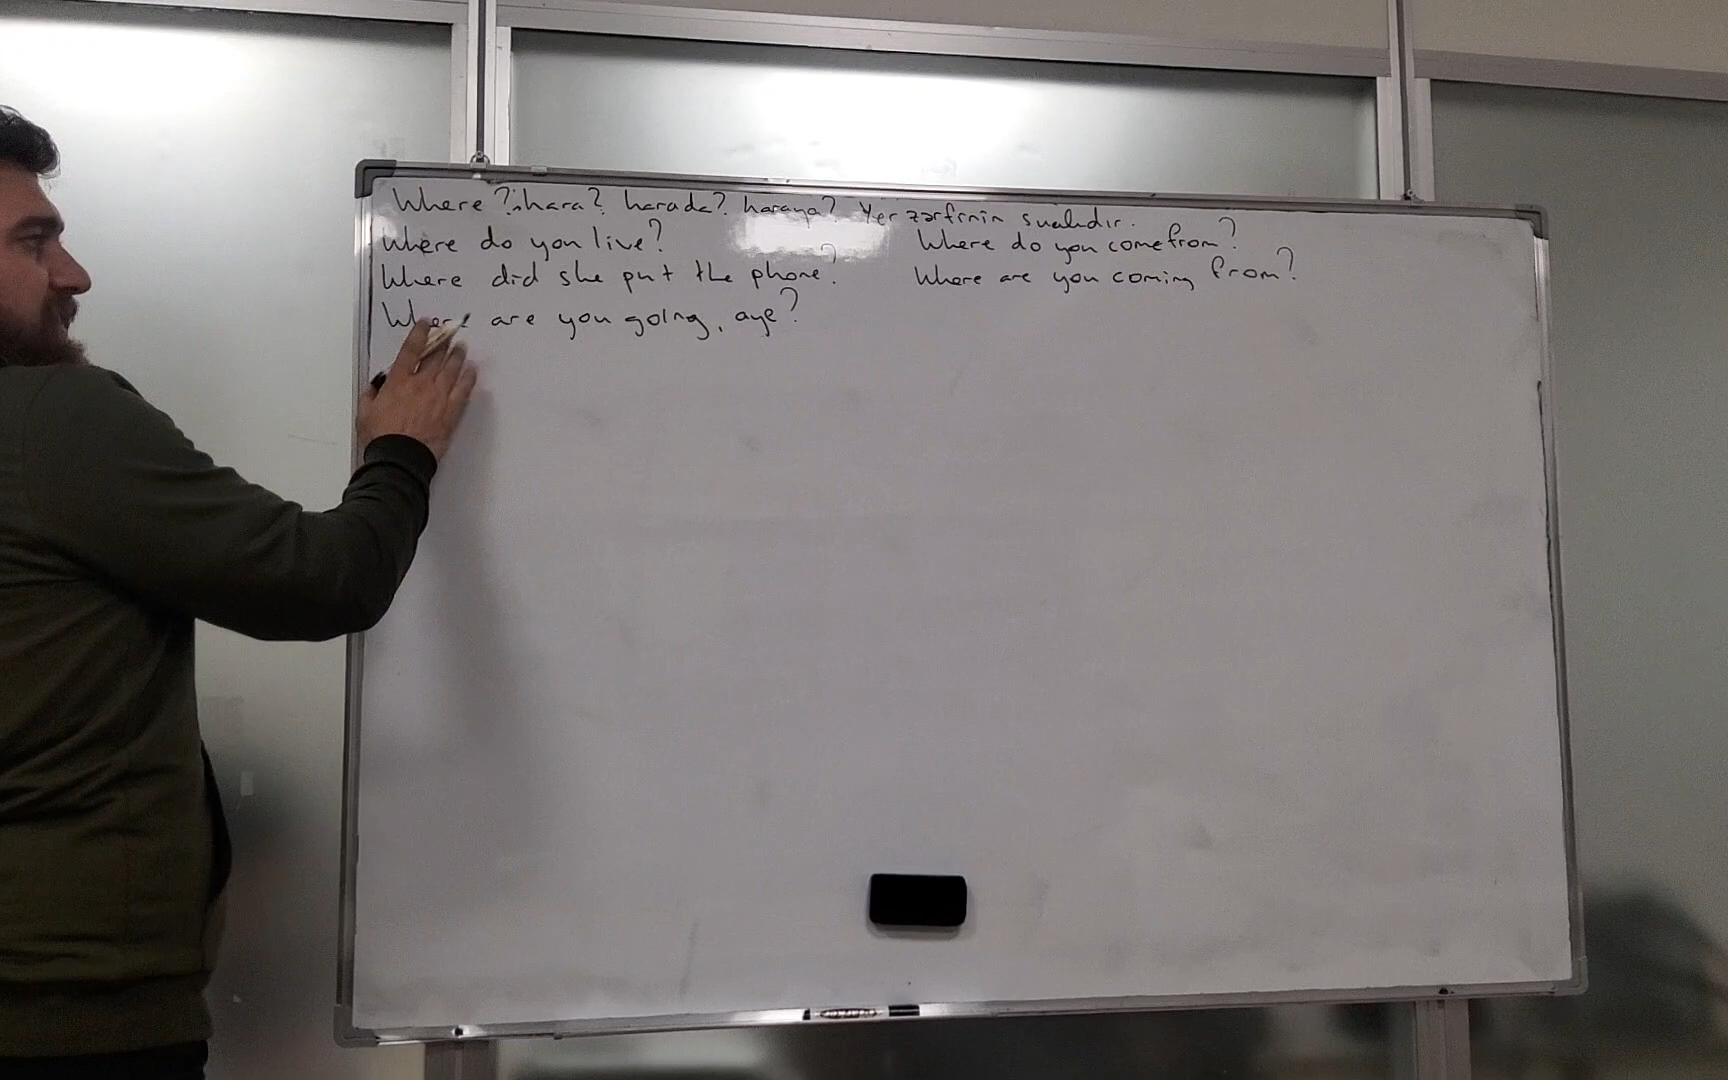 Where?: hara? harada? haraya? Yer zərfinin sualıdır.
Where do you live?
Where did she put the phone?
Where are you going, aye?
Where do you come from?
Where are you coming from?